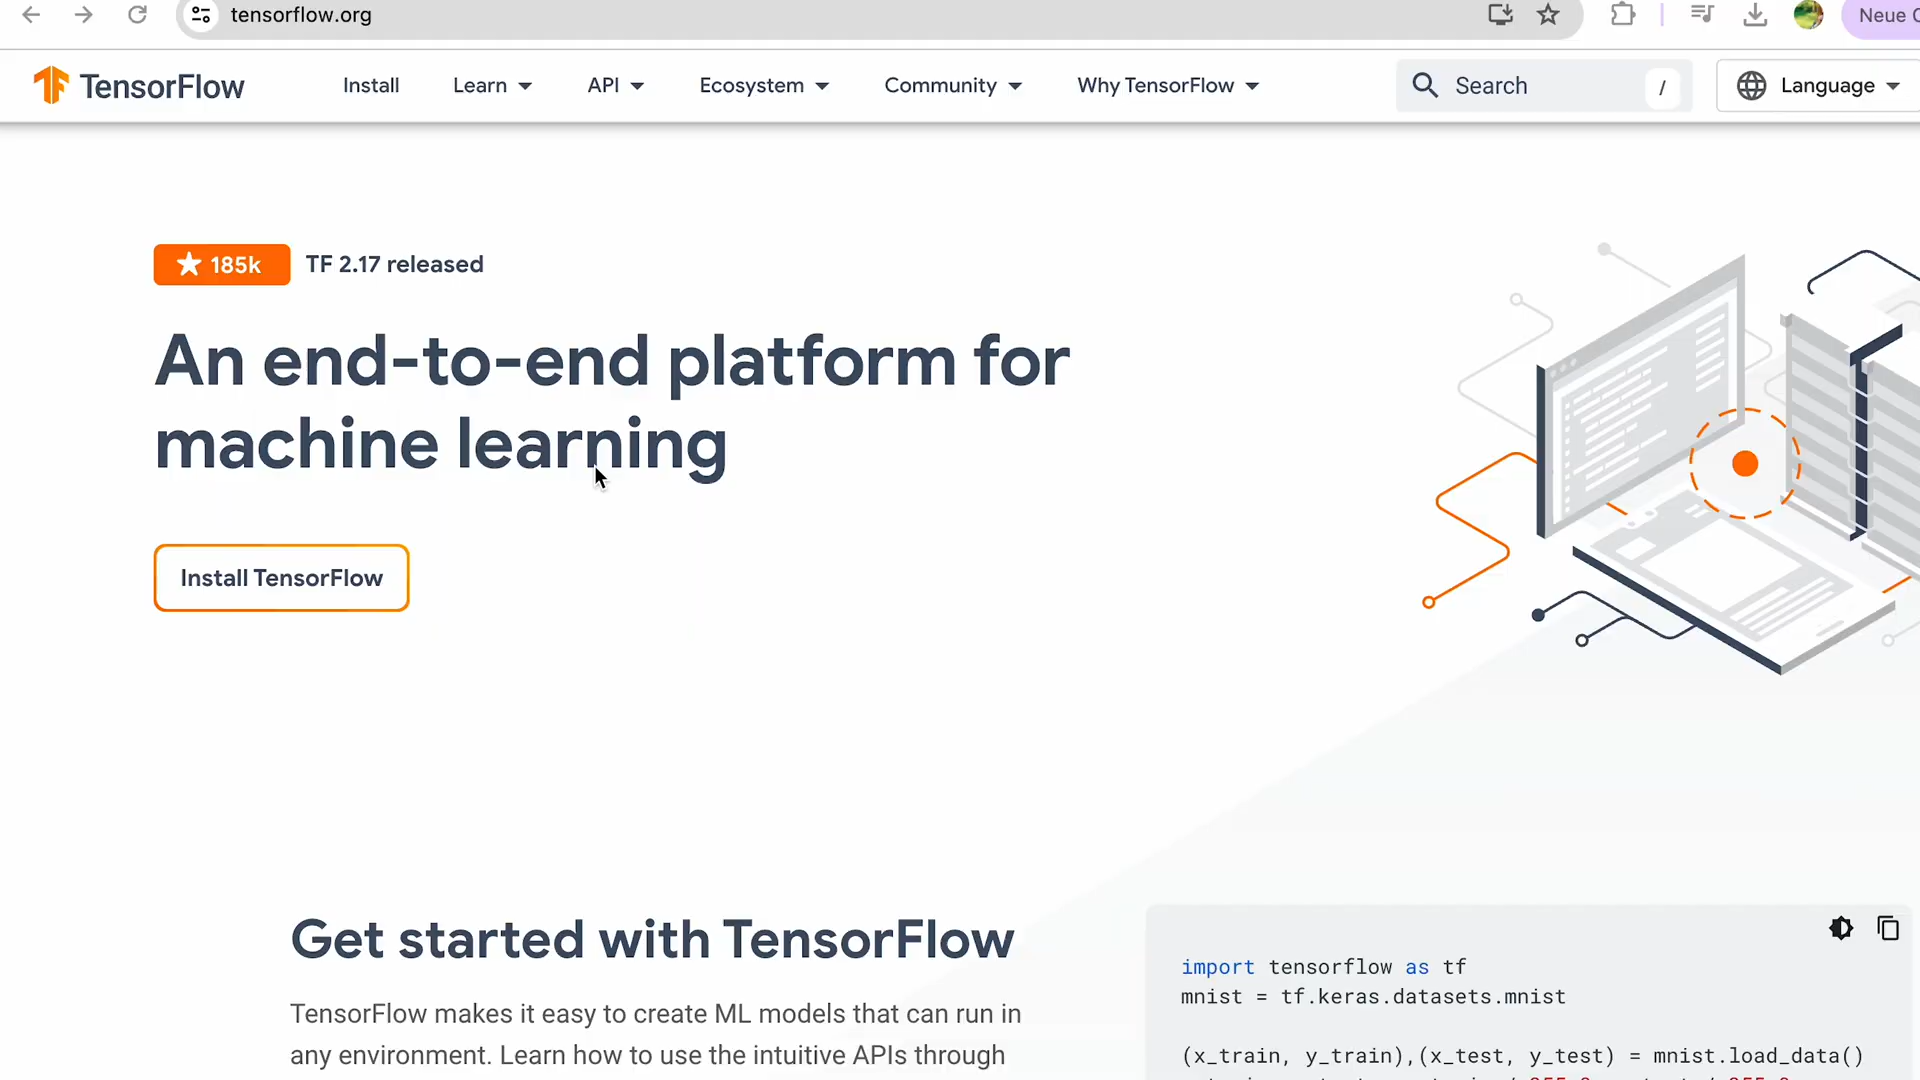 tensorflow.org
Neue
TensorFlow
Install
Learn
API
Ecosystem
Community
Why TensorFlow
Search
/
Language
185k
TF 2.17 released
An end-to-end platform for
machine learning
Install TensorFlow
Get started with TensorFlow
TensorFlow makes it easy to create ML models that can run in
any environment. Learn how to use the intuitive APIs through
import tensorflow as tf
mnist = tf.keras.datasets.mnist
(x_train, y_train),(x_test, y_test) = mnist.load_data()